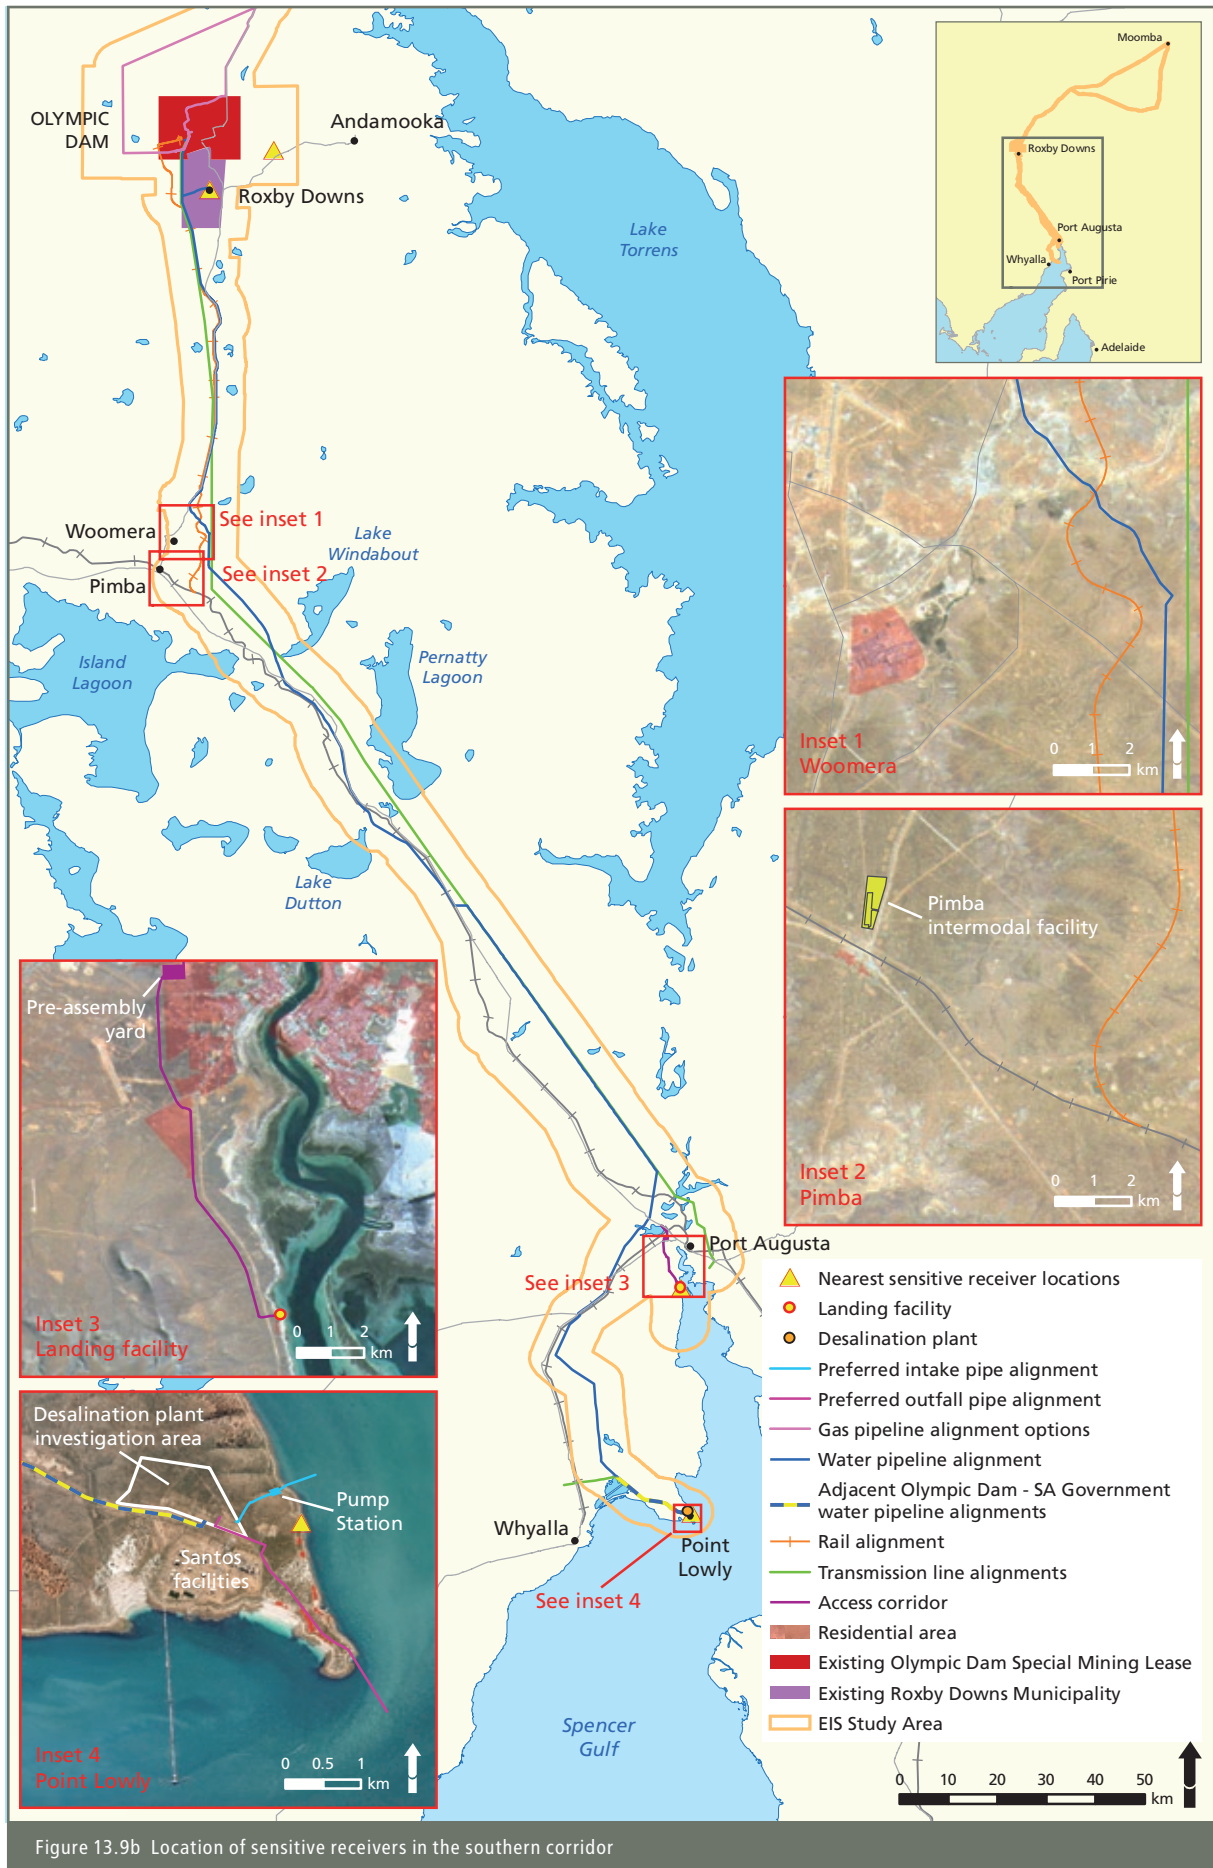 OLYMPIC
DAM
Andamooka
Roxby Downs
Lake
Torrens
Moomba
Roxby Downs
Port Augusta
Whyalla
Port Pirie
Adelaide
Woomera
See inset 1
Pimba
See inset 2
Lake
Windabout
Island
Lagoon
Pernatty
Lagoon
Lake
Dutton
Inset 1
Woomera
0 1 2
km
Pimba
intermodal facility
Inset 2
Pimba
0 1 2
km
Pre-assembly
yard
Inset 3
Landing facility
0 1 2
km
Port Augusta
See inset 3
Whyalla
Point
Lowly
See inset 4
Spencer
Gulf
Desalination plant
investigation area
Pump
Station
Santos
facilities
Inset 4
Point Lowly
0 0.5 1
km
Nearest sensitive receiver locations
Landing facility
Desalination plant
Preferred intake pipe alignment
Preferred outfall pipe alignment
Gas pipeline alignment options
Water pipeline alignment
Adjacent Olympic Dam - SA Government
water pipeline alignments
Rail alignment
Transmission line alignments
Access corridor
Residential area
Existing Olympic Dam Special Mining Lease
Existing Roxby Downs Municipality
EIS Study Area
0 10 20 30 40 50
km
Figure 13.9b Location of sensitive receivers in the southern corridor